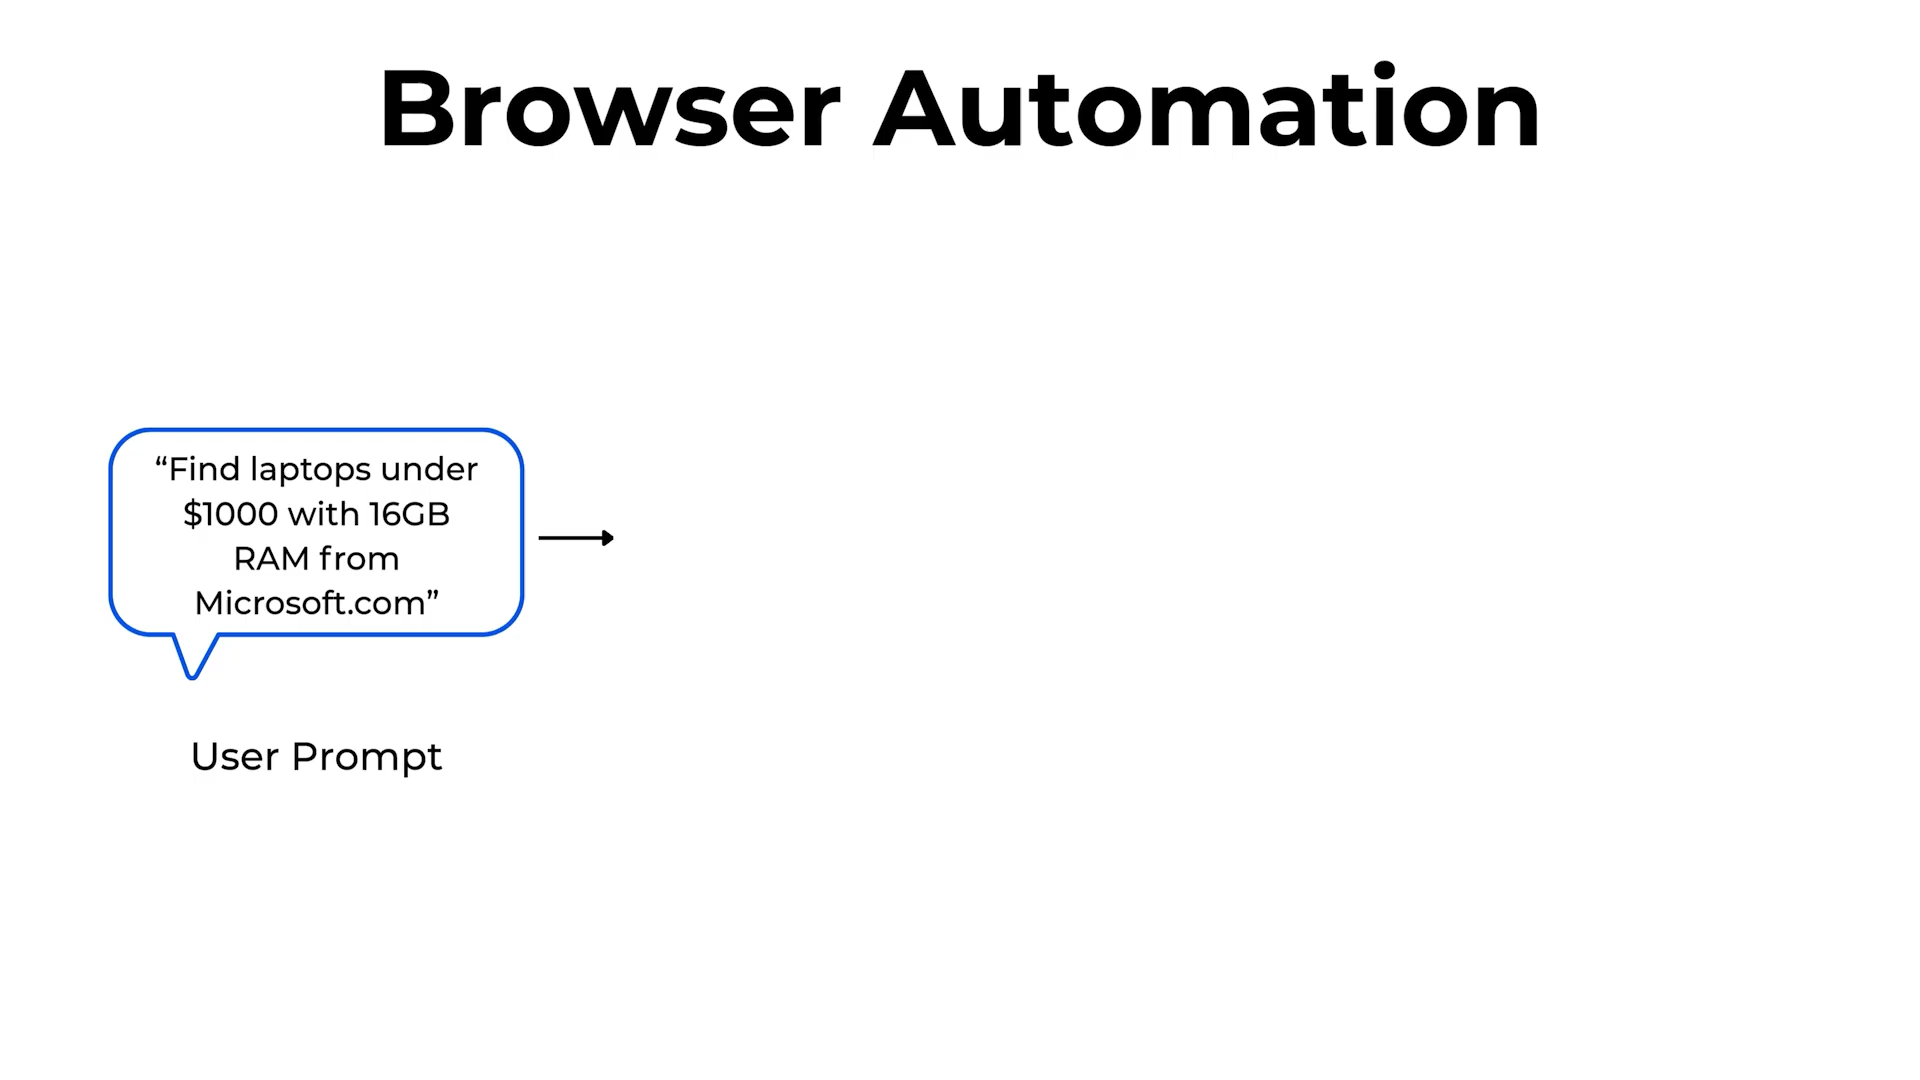 Browser Automation
“Find laptops under
$1000 with 16GB
RAM from
Microsoft.com”
User Prompt